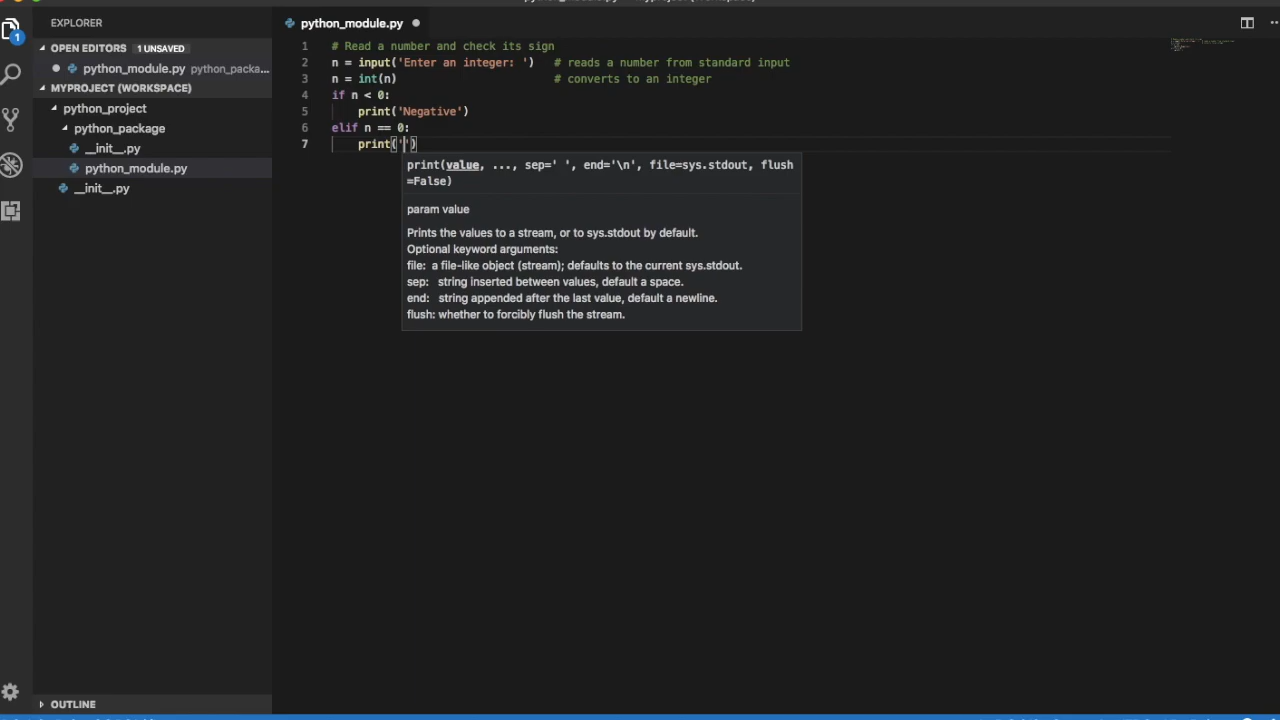 EXPLORER
OPEN EDITORS 1 UNSAVED
python_module.py python_packa...
MYPROJECT (WORKSPACE)
python_project
python_package
__init__.py
python_module.py
__init__.py
OUTLINE
1
python_module.py
1 # Read a number and check its sign
2 n = input('Enter an integer: ') # reads a number from standard input
3 n = int(n) # converts to an integer
4 if n < 0:
5 print('Negative')
6 elif n == 0:
7 print('')
print(value, ..., sep=' ', end='\n', file=sys.stdout, flush
=False)
param value
Prints the values to a stream, or to sys.stdout by default.
Optional keyword arguments:
file: a file-like object (stream); defaults to the current sys.stdout.
sep: string inserted between values, default a space.
end: string appended after the last value, default a newline.
flush: whether to forcibly flush the stream.